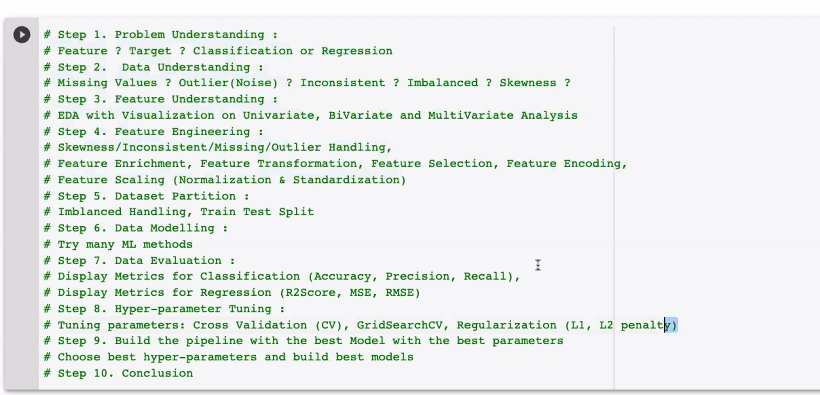 # Step 1. Problem Understanding :
# Feature ? Target ? Classification or Regression
# Step 2.  Data Understanding :
# Missing Values ? Outlier(Noise) ? Inconsistent ? Imbalanced ? Skewness ?
# Step 3. Feature Understanding :
# EDA with Visualization on Univariate, BiVariate and MultiVariate Analysis
# Step 4. Feature Engineering :
# Skewness/Inconsistent/Missing/Outlier Handling,
# Feature Enrichment, Feature Transformation, Feature Selection, Feature Encoding,
# Feature Scaling (Normalization & Standardization)
# Step 5. Dataset Partition :
# Imblanced Handling, Train Test Split
# Step 6. Data Modelling :
# Try many ML methods
# Step 7. Data Evaluation :
# Display Metrics for Classification (Accuracy, Precision, Recall),
# Display Metrics for Regression (R2Score, MSE, RMSE)
# Step 8. Hyper-parameter Tuning :
# Tuning parameters: Cross Validation (CV), GridSearchCV, Regularization (L1, L2 penalty)
# Step 9. Build the pipeline with the best Model with the best parameters
# Choose best hyper-parameters and build best models
# Step 10. Conclusion